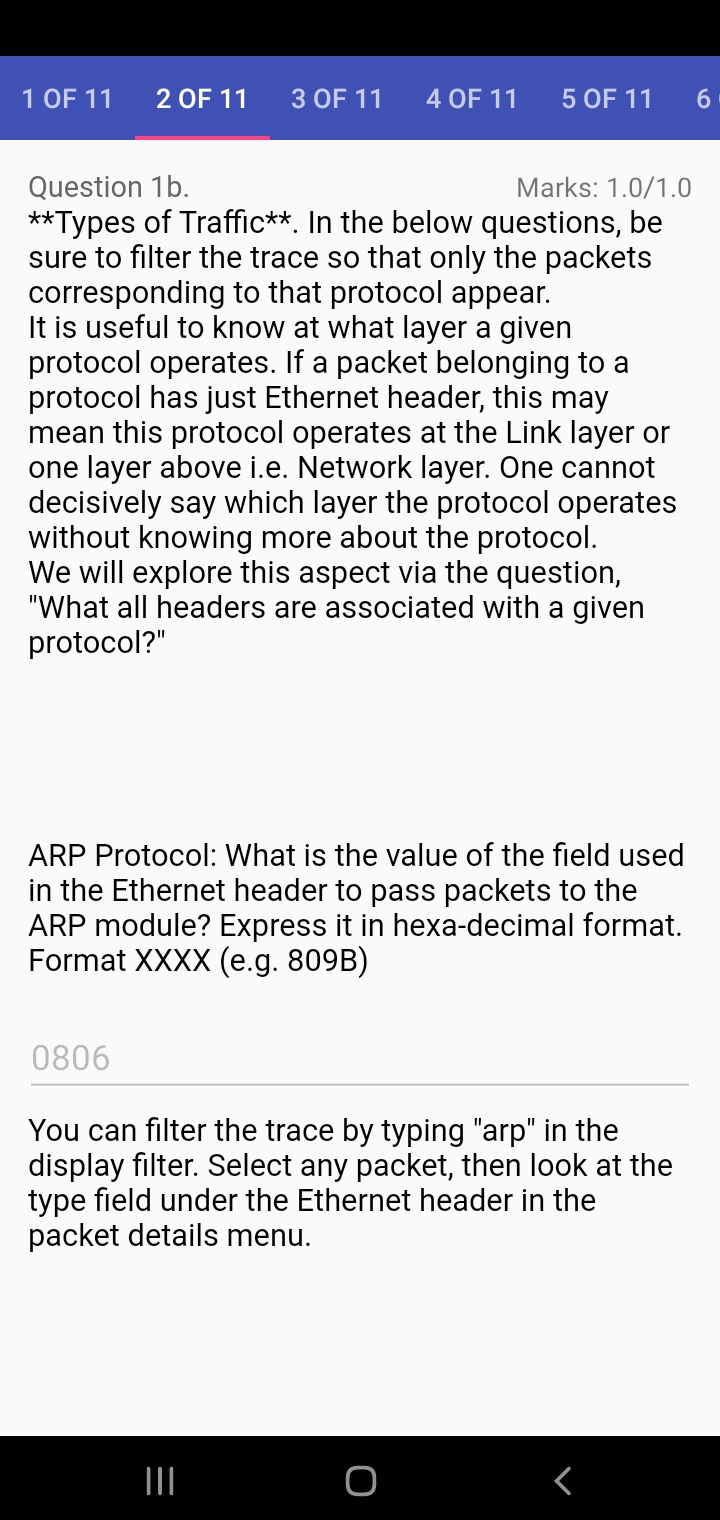 1 OF 11 2 OF 11 3 OF 11 4 OF 11 5 OF 11 6
Question 1b. Marks: 1.0/1.0
**Types of Traffic**. In the below questions, be
sure to filter the trace so that only the packets
corresponding to that protocol appear.
It is useful to know at what layer a given
protocol operates. If a packet belonging to a
protocol has just Ethernet header, this may
mean this protocol operates at the Link layer or
one layer above i.e. Network layer. One cannot
decisively say which layer the protocol operates
without knowing more about the protocol.
We will explore this aspect via the question,
"What all headers are associated with a given
protocol?"
ARP Protocol: What is the value of the field used
in the Ethernet header to pass packets to the
ARP module? Express it in hexa-decimal format.
Format XXXX (e.g. 809B)
0806
You can filter the trace by typing "arp" in the
display filter. Select any packet, then look at the
type field under the Ethernet header in the
packet details menu.